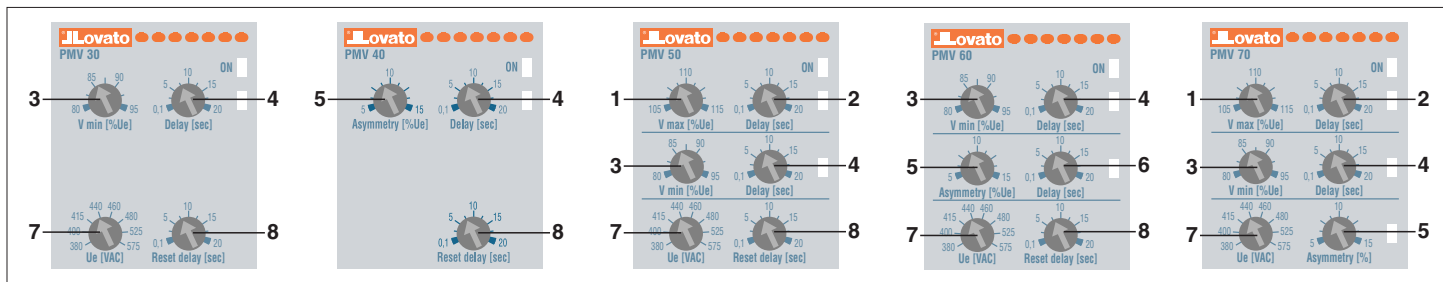 Lovato
PMV 30
ON
85 90
80 95
V min [%Ue]
5 10 15
0,1 20
Delay [sec]
3
4
415 440 460 480
400 525
380 575
Ue [VAC]
5 10 15
0,1 20
Reset delay [sec]
7
8
Lovato
PMV 40
ON
10
5 15
Asymmetry [%Ue]
5 10 15
0,1 20
Delay [sec]
5
4
5 10 15
0,1 20
Reset delay [sec]
8
Lovato
PMV 50
ON
110
105 115
V max [%Ue]
5 10 15
0,1 20
Delay [sec]
1
2
85 90
80 95
V min [%Ue]
5 10 15
0,1 20
Delay [sec]
3
4
415 440 460 480
400 525
380 575
Ue [VAC]
5 10 15
0,1 20
Reset delay [sec]
7
8
Lovato
PMV 60
ON
85 90
80 95
V min [%Ue]
5 10 15
0,1 20
Delay [sec]
3
4
10
5 15
Asymmetry [%Ue]
5 10 15
0,1 20
Delay [sec]
5
6
415 440 460 480
400 525
380 575
Ue [VAC]
5 10 15
0,1 20
Reset delay [sec]
7
8
Lovato
PMV 70
ON
110
105 115
V max [%Ue]
5 10 15
0,1 20
Delay [sec]
1
2
85 90
80 95
V min [%Ue]
5 10 15
0,1 20
Delay [sec]
3
4
415 440 460 480
400 525
380 575
Ue [VAC]
10
5 15
Asymmetry [%]
7
5